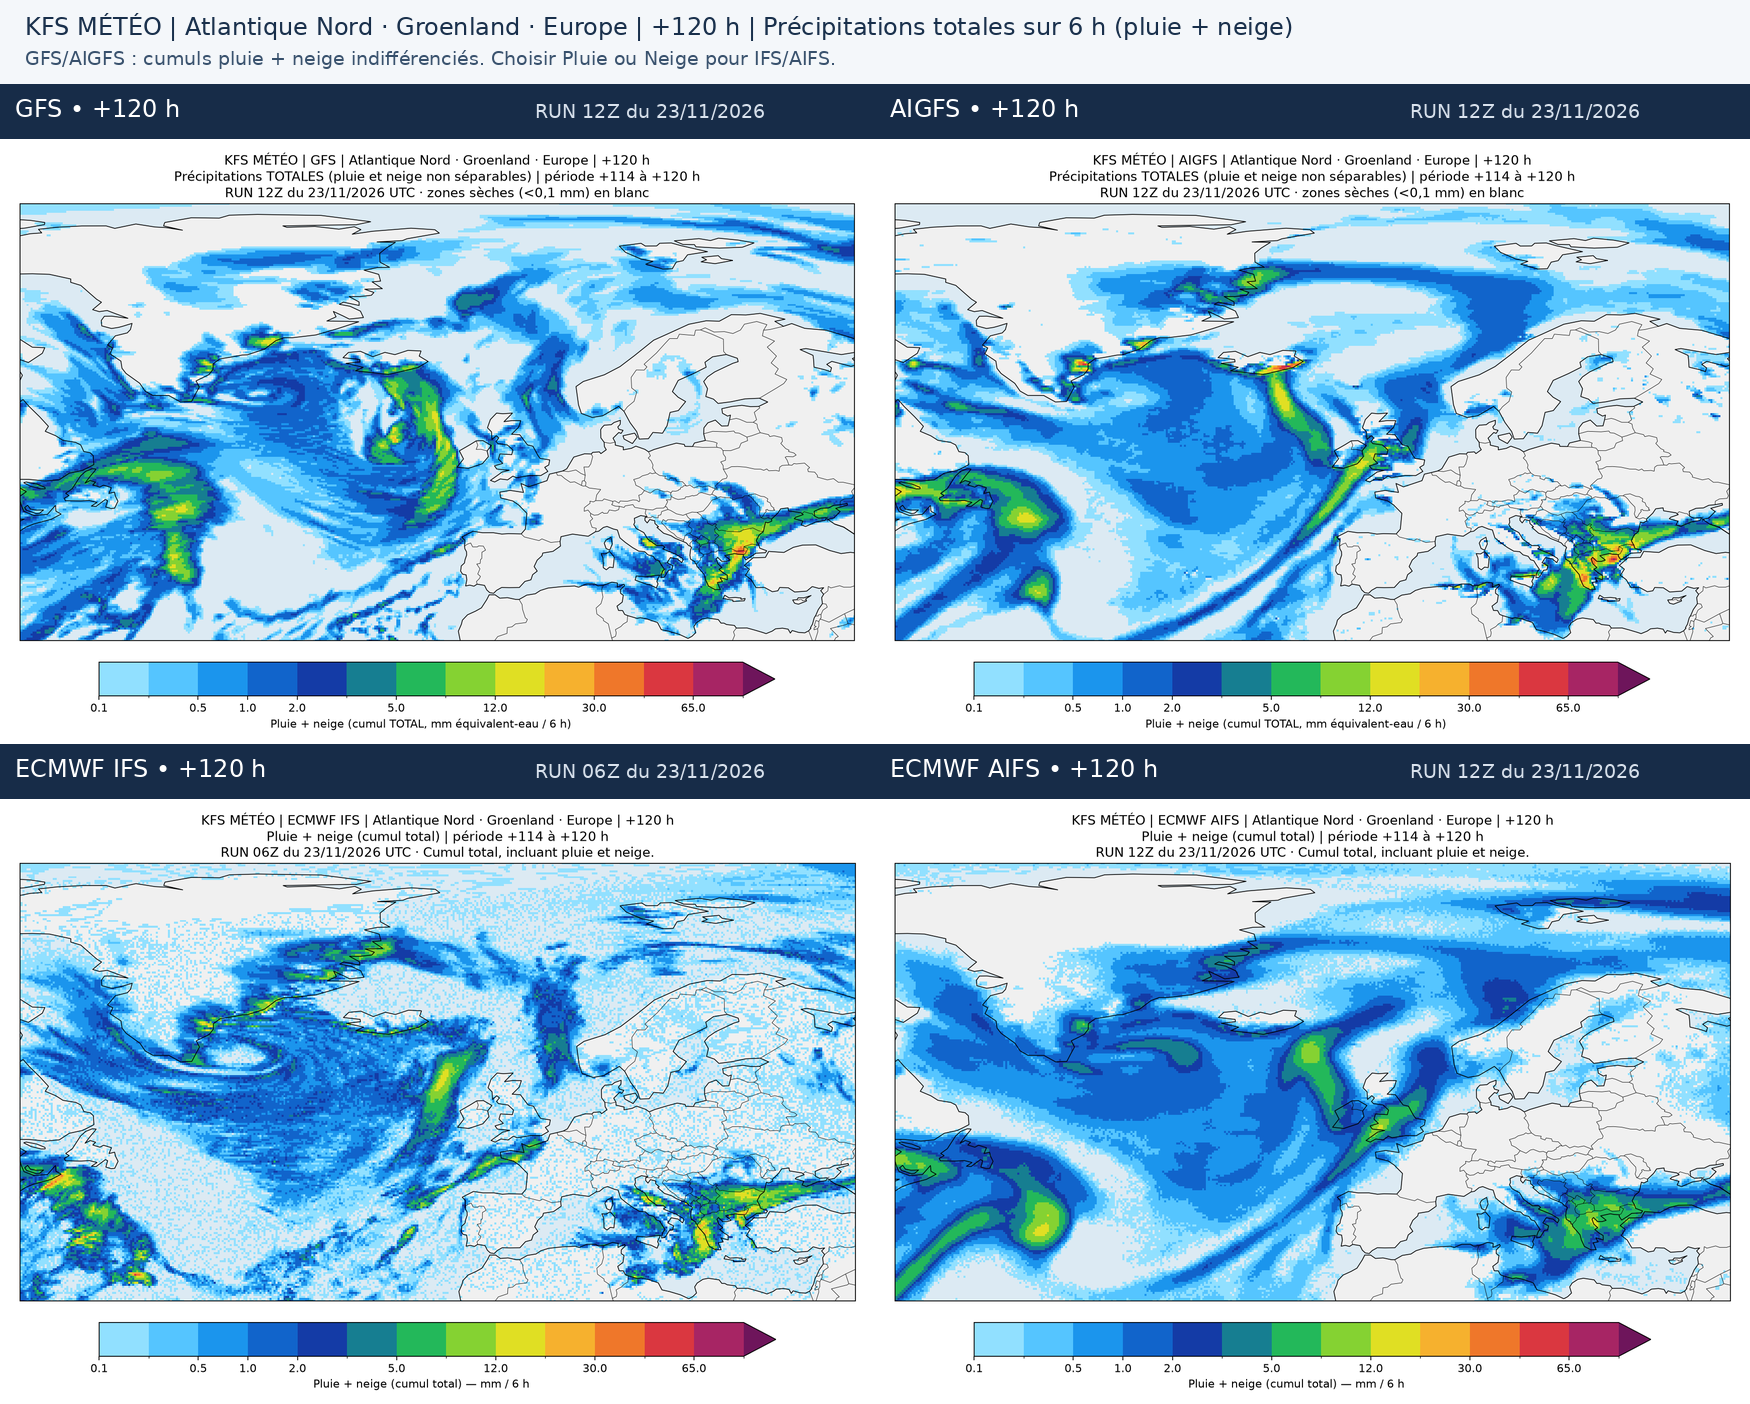 KFS MÉTÉO | Atlantique Nord · Groenland · Europe | +120 h | Précipitations totales sur 6 h (pluie + neige)
GFS/AIGFS : cumuls pluie + neige indifférenciés. Choisir Pluie ou Neige pour IFS/AIFS.
GFS • +120 h RUN 12Z du 23/11/2026
KFS MÉTÉO | GFS | Atlantique Nord · Groenland · Europe | +120 h
Précipitations TOTALES (pluie et neige non séparables) | période +114 à +120 h
RUN 12Z du 23/11/2026 UTC · zones sèches (<0,1 mm) en blanc
0.1 0.5 1.0 2.0 5.0 12.0 30.0 65.0
Pluie + neige (cumul TOTAL, mm équivalent-eau / 6 h)
AIGFS • +120 h RUN 12Z du 23/11/2026
KFS MÉTÉO | AIGFS | Atlantique Nord · Groenland · Europe | +120 h
Précipitations TOTALES (pluie et neige non séparables) | période +114 à +120 h
RUN 12Z du 23/11/2026 UTC · zones sèches (<0,1 mm) en blanc
0.1 0.5 1.0 2.0 5.0 12.0 30.0 65.0
Pluie + neige (cumul TOTAL, mm équivalent-eau / 6 h)
ECMWF IFS • +120 h RUN 06Z du 23/11/2026
KFS MÉTÉO | ECMWF IFS | Atlantique Nord · Groenland · Europe | +120 h
Pluie + neige (cumul total) | période +114 à +120 h
RUN 06Z du 23/11/2026 UTC · Cumul total, incluant pluie et neige.
0.1 0.5 1.0 2.0 5.0 12.0 30.0 65.0
Pluie + neige (cumul total) — mm / 6 h
ECMWF AIFS • +120 h RUN 12Z du 23/11/2026
KFS MÉTÉO | ECMWF AIFS | Atlantique Nord · Groenland · Europe | +120 h
Pluie + neige (cumul total) | période +114 à +120 h
RUN 12Z du 23/11/2026 UTC · Cumul total, incluant pluie et neige.
0.1 0.5 1.0 2.0 5.0 12.0 30.0 65.0
Pluie + neige (cumul total) — mm / 6 h